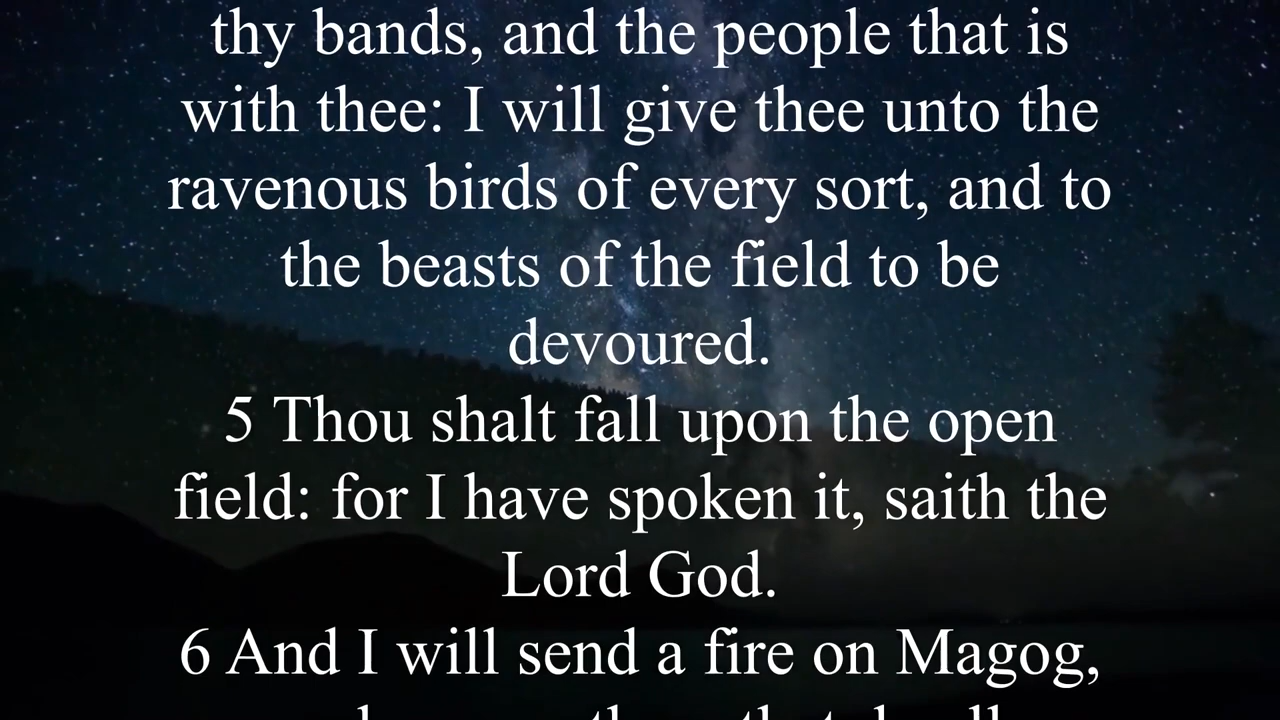 thy bands, and the people that is
with thee: I will give thee unto the
ravenous birds of every sort, and to
the beasts of the field to be
devoured.
5 Thou shalt fall upon the open
field: for I have spoken it, saith the
Lord God.
6 And I will send a fire on Magog,